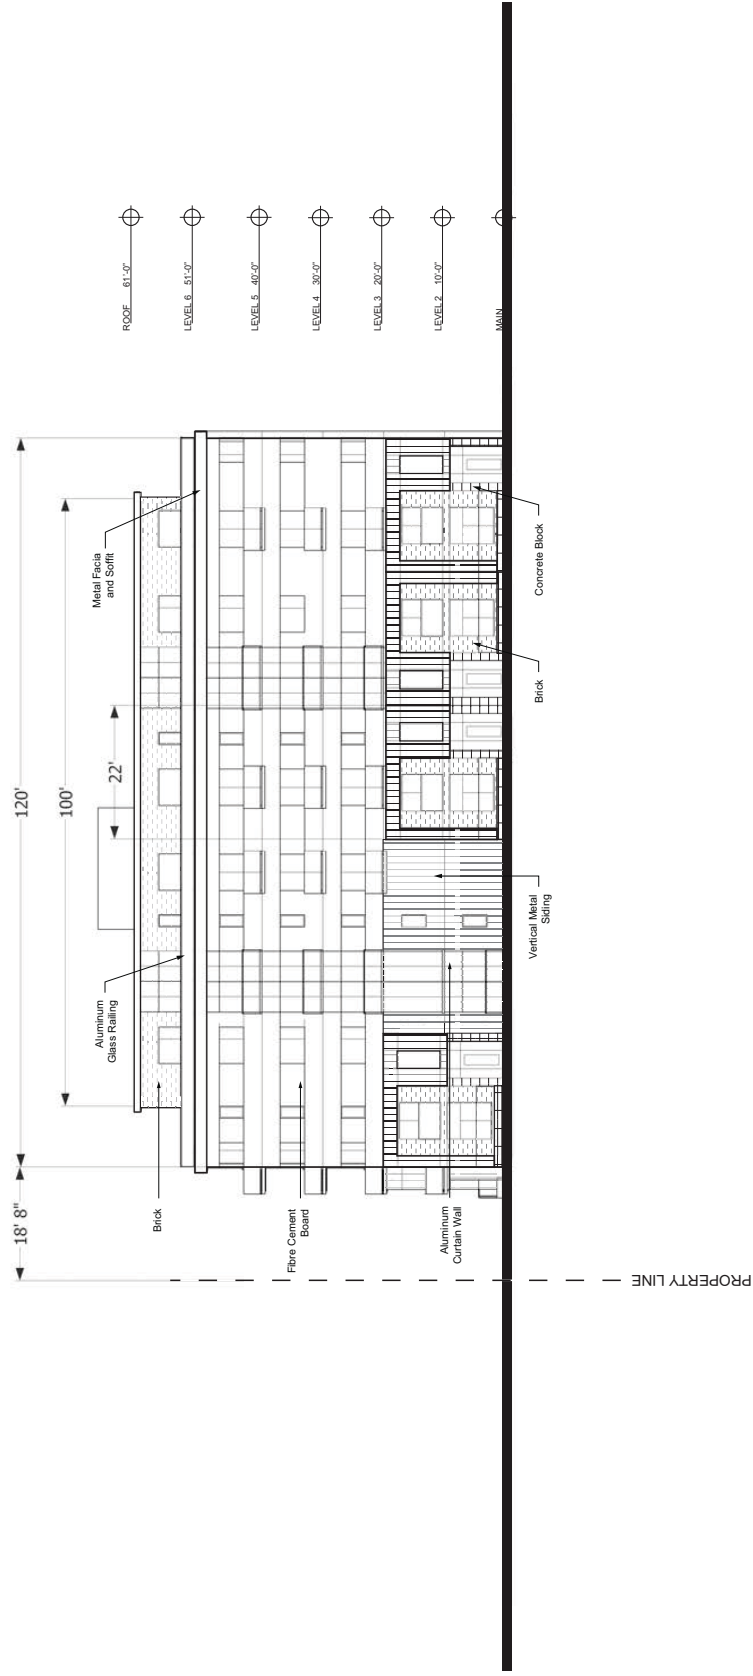 120'
18' 8"
100'
22'
ROOF 61'-0"
LEVEL 6 51'-0"
LEVEL 5 40'-0"
LEVEL 4 30'-0"
LEVEL 3 20'-0"
LEVEL 2 10'-0"
MAIN
Brick
Aluminum
Glass Railing
Metal Facia
and Soffit
Fibre Cement
Board
Aluminum
Curtain Wall
Vertical Metal
Siding
Brick
Concrete Block
PROPERTY LINE